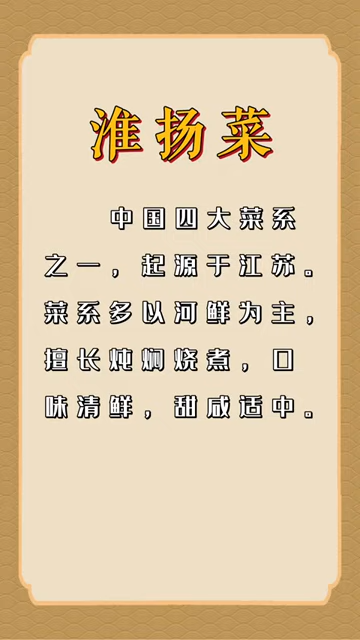 淮扬菜
中国四大菜系
之一，起源于江苏。
菜系多以河鲜为主，
擅长炖焖烧煮，口
味清鲜，甜咸适中。